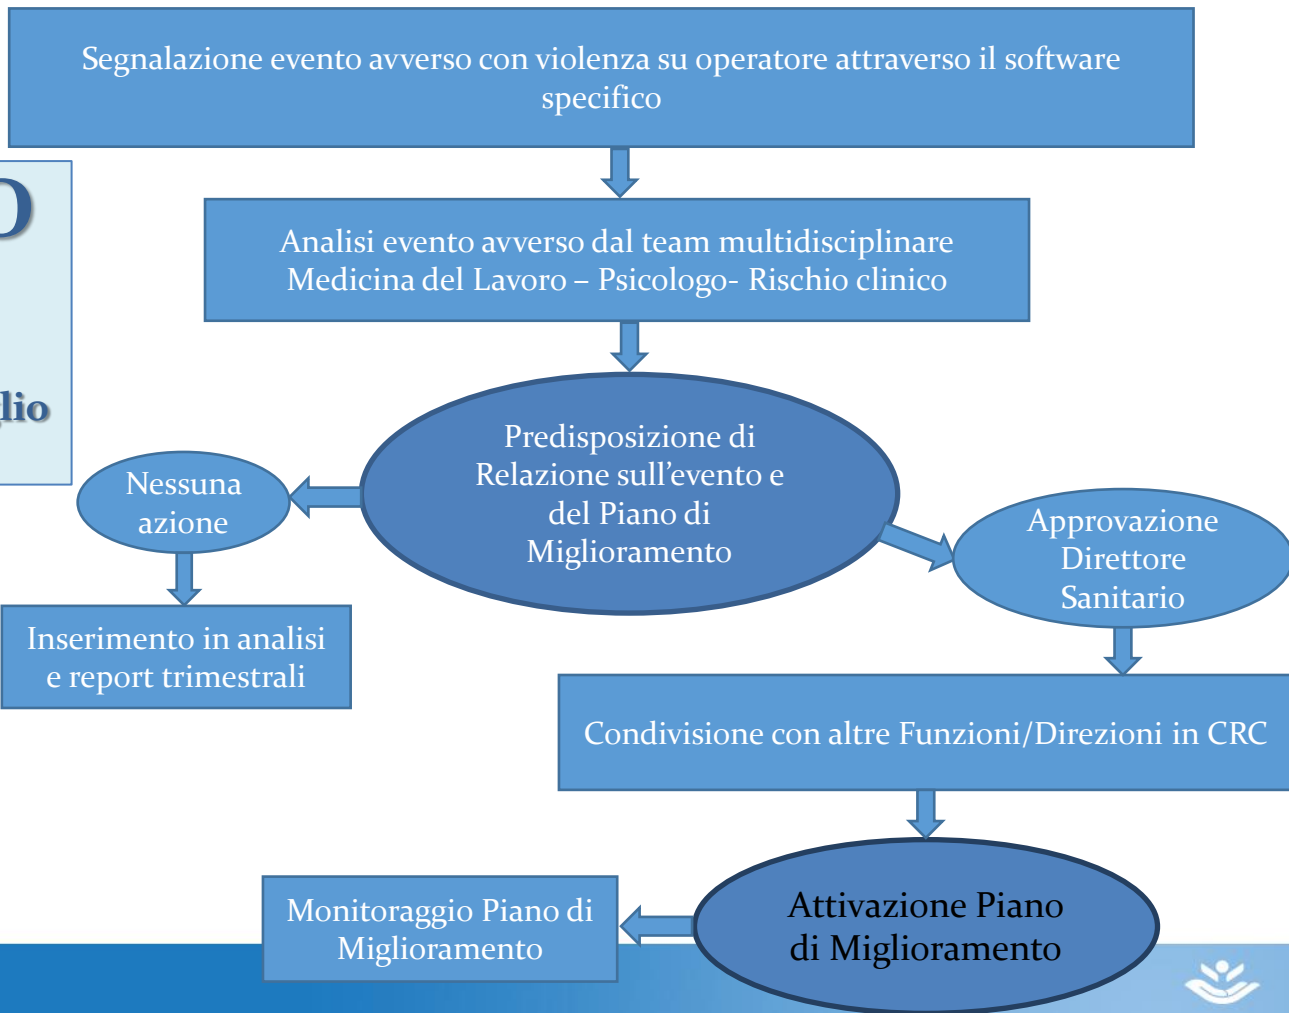 Segnalazione evento avverso con violenza su operatore attraverso il software
specifico
Analisi evento avverso dal team multidisciplinare
Medicina del Lavoro – Psicologo- Rischio clinico
Predisposizione di
Relazione sull'evento e
del Piano di
Miglioramento
Nessuna
azione
Approvazione
Direttore
Sanitario
Inserimento in analisi
e report trimestrali
Condivisione con altre Funzioni/Direzioni in CRC
Attivazione Piano
di Miglioramento
Monitoraggio Piano di
Miglioramento